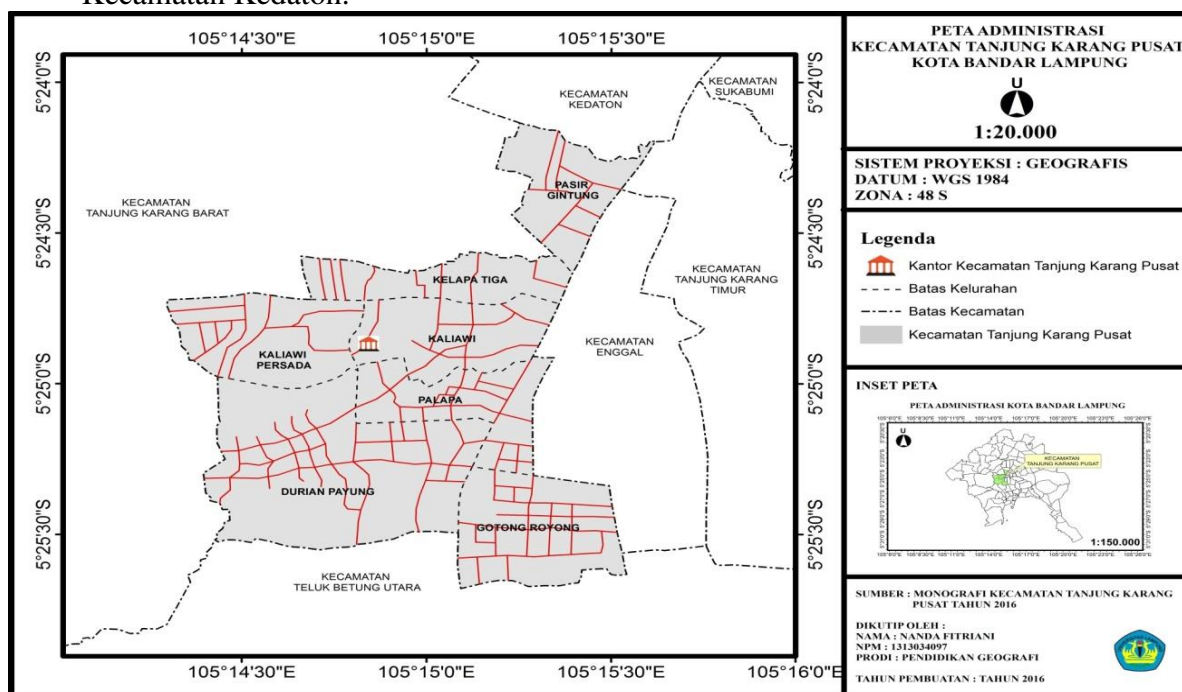 Kecamatan Kedaton.
105°14'30"E 105°15'0"E 105°15'30"E
5°24'0"S
5°24'30"S
5°25'0"S
5°25'30"S
KECAMATAN
KEDATON
KECAMATAN
SUKABUMI
KECAMATAN
TANJUNG KARANG BARAT
PASIR
GINTUNG
KELAPA TIGA
KECAMATAN
TANJUNG KARANG
TIMUR
KALIAWI
KECAMATAN
ENGGAL
KALIAWI
PERSADA
PALAPA
DURIAN PAYUNG
GOTONG ROYONG
KECAMATAN
TELUK BETUNG UTARA
5°24'0"S
5°24'30"S
5°25'0"S
5°25'30"S
105°14'30"E 105°15'0"E 105°15'30"E 105°16'0"E
PETA ADMINISTRASI
KECAMATAN TANJUNG KARANG PUSAT
KOTA BANDAR LAMPUNG
U
1:20.000
SISTEM PROYEKSI : GEOGRAFIS
DATUM : WGS 1984
ZONA : 48 S
Legenda
Kantor Kecamatan Tanjung Karang Pusat
Batas Kelurahan
Batas Kecamatan
Kecamatan Tanjung Karang Pusat
INSET PETA
PETA ADMINISTRASI KOTA BANDAR LAMPUNG
U
KECAMATAN
TANJUNG KARANG PUSAT
1:150.000
SUMBER : MONOGRAFI KECAMATAN TANJUNG KARANG
PUSAT TAHUN 2016
DIKUTIP OLEH :
NAMA : NANDA FITRIANI
NPM : 1313034097
PRODI : PENDIDIKAN GEOGRAFI
TAHUN PEMBUATAN : TAHUN 2016